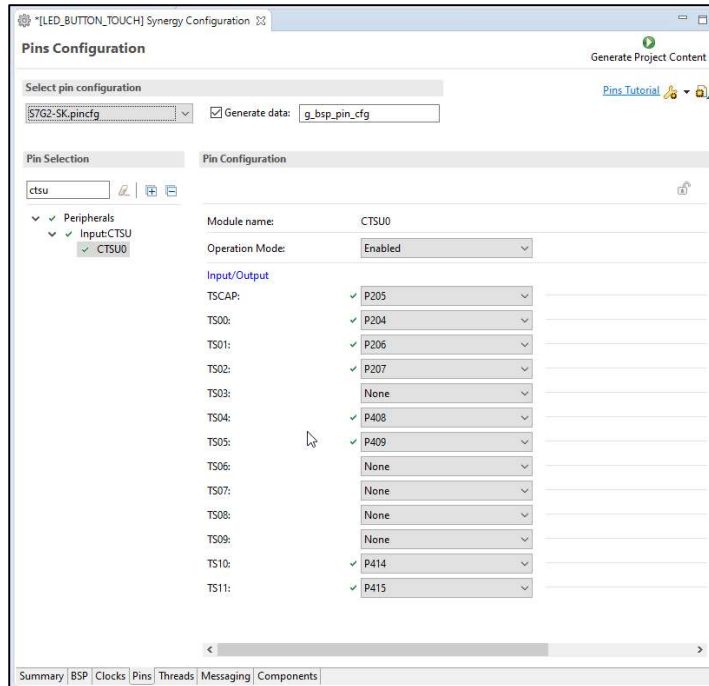 *[LED_BUTTON_TOUCH] Synergy Configuration
Pins Configuration
Generate Project Content
Select pin configuration
Pins Tutorial
S7G2-SK.pincfg
Generate data:
g_bsp_pin_cfg
Pin Selection
Pin Configuration
ctsu
Peripherals
Input:CTSU
CTSU0
Module name: CTSU0
Operation Mode: Enabled
Input/Output
TSCAP: P205
TS00: P204
TS01: P206
TS02: P207
TS03: None
TS04: P408
TS05: P409
TS06: None
TS07: None
TS08: None
TS09: None
TS10: P414
TS11: P415
Summary BSP Clocks Pins Threads Messaging Components